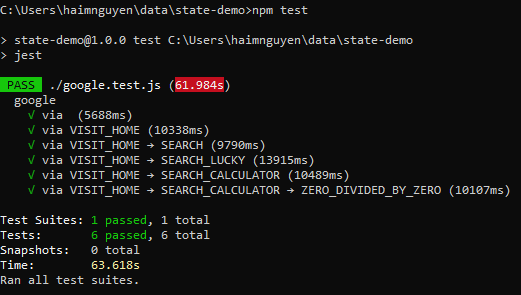 C:\Users\haimnguyen\data\state-demo>npm test
> state-demo@1.0.0 test C:\Users\haimnguyen\data\state-demo
> jest
PASS ./google.test.js (61.984s)
google
√ via (5688ms)
√ via VISIT_HOME (10338ms)
√ via VISIT_HOME → SEARCH (9790ms)
√ via VISIT_HOME → SEARCH_LUCKY (13915ms)
√ via VISIT_HOME → SEARCH_CALCULATOR (10489ms)
√ via VISIT_HOME → SEARCH_CALCULATOR → ZERO_DIVIDED_BY_ZERO (10107ms)
Test Suites: 1 passed, 1 total
Tests: 6 passed, 6 total
Snapshots: 0 total
Time: 63.618s
Ran all test suites.